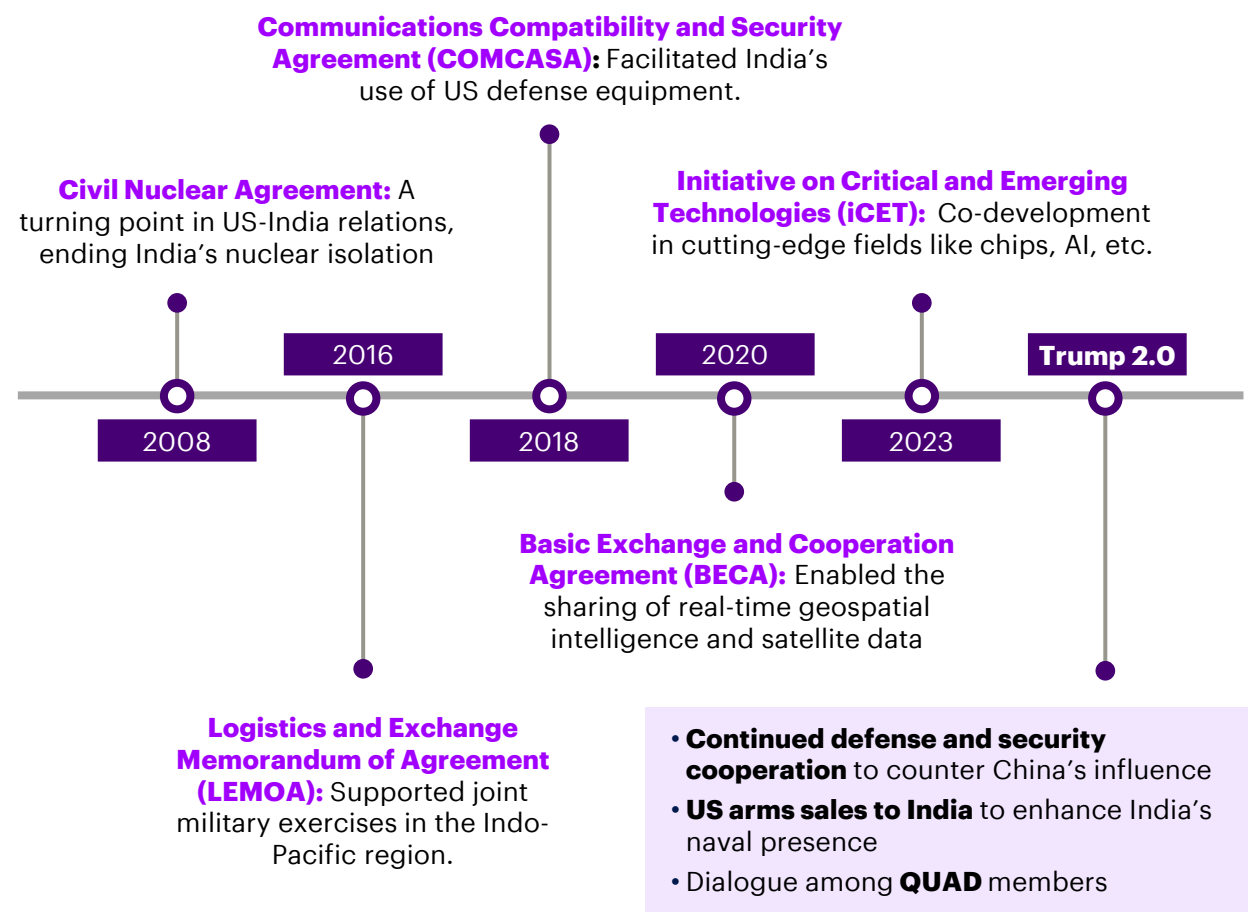 Communications Compatibility and Security
Agreement (COMCASA): Facilitated India’s
use of US defense equipment.
Civil Nuclear Agreement: A
turning point in US-India relations,
ending India’s nuclear isolation
Initiative on Critical and Emerging
Technologies (iCET): Co-development
in cutting-edge fields like chips, AI, etc.
2016
2020
Trump 2.0
2008
2018
2023
Basic Exchange and Cooperation
Agreement (BECA): Enabled the
sharing of real-time geospatial
intelligence and satellite data
Logistics and Exchange
Memorandum of Agreement
(LEMOA): Supported joint
military exercises in the Indo-
Pacific region.
• Continued defense and security
cooperation to counter China’s influence
• US arms sales to India to enhance India’s
naval presence
• Dialogue among QUAD members